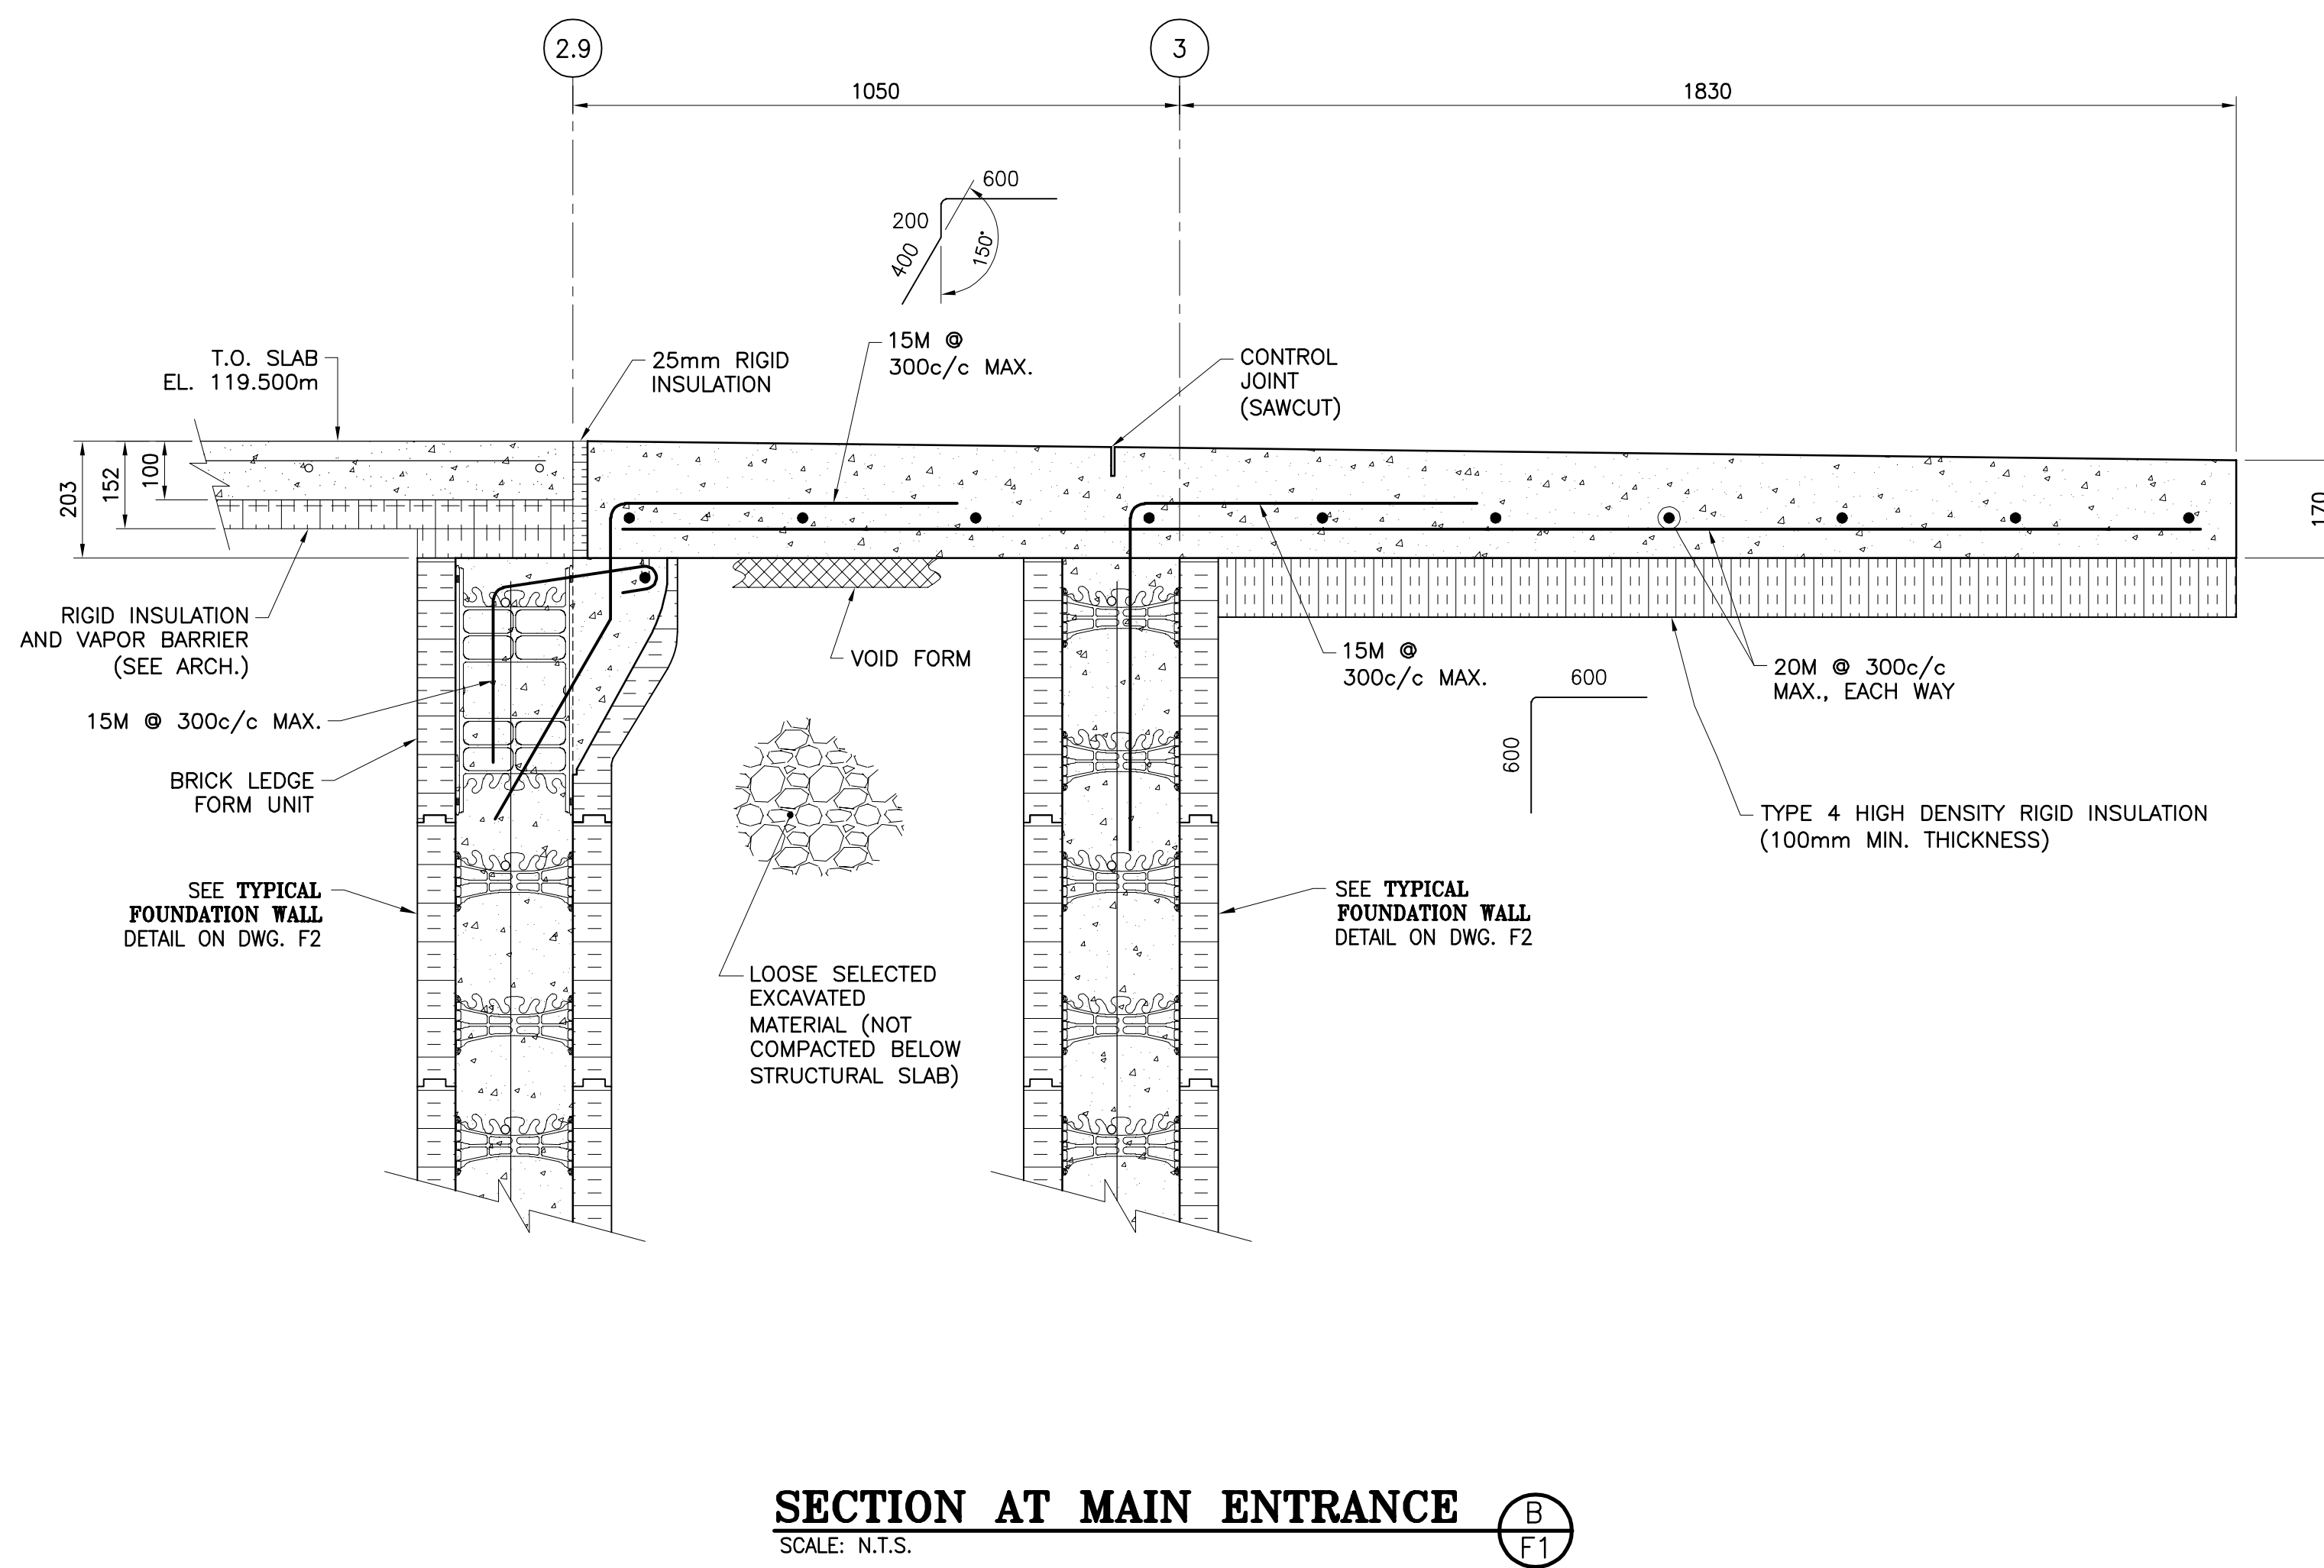 2.9
3
1050
1830
600
200
400
150°
15M @
300c/c MAX.
T.O. SLAB
EL. 119.500m
25mm RIGID
INSULATION
CONTROL
JOINT
(SAWCUT)
203
152
100
170
RIGID INSULATION
AND VAPOR BARRIER
(SEE ARCH.)
VOID FORM
15M @
300c/c MAX.
600
600
20M @ 300c/c
MAX., EACH WAY
15M @ 300c/c MAX.
BRICK LEDGE
FORM UNIT
TYPE 4 HIGH DENSITY RIGID INSULATION
(100mm MIN. THICKNESS)
SEE TYPICAL
FOUNDATION WALL
DETAIL ON DWG. F2
SEE TYPICAL
FOUNDATION WALL
DETAIL ON DWG. F2
LOOSE SELECTED
EXCAVATED
MATERIAL (NOT
COMPACTED BELOW
STRUCTURAL SLAB)
SECTION AT MAIN ENTRANCE
SCALE: N.T.S.
B
F1